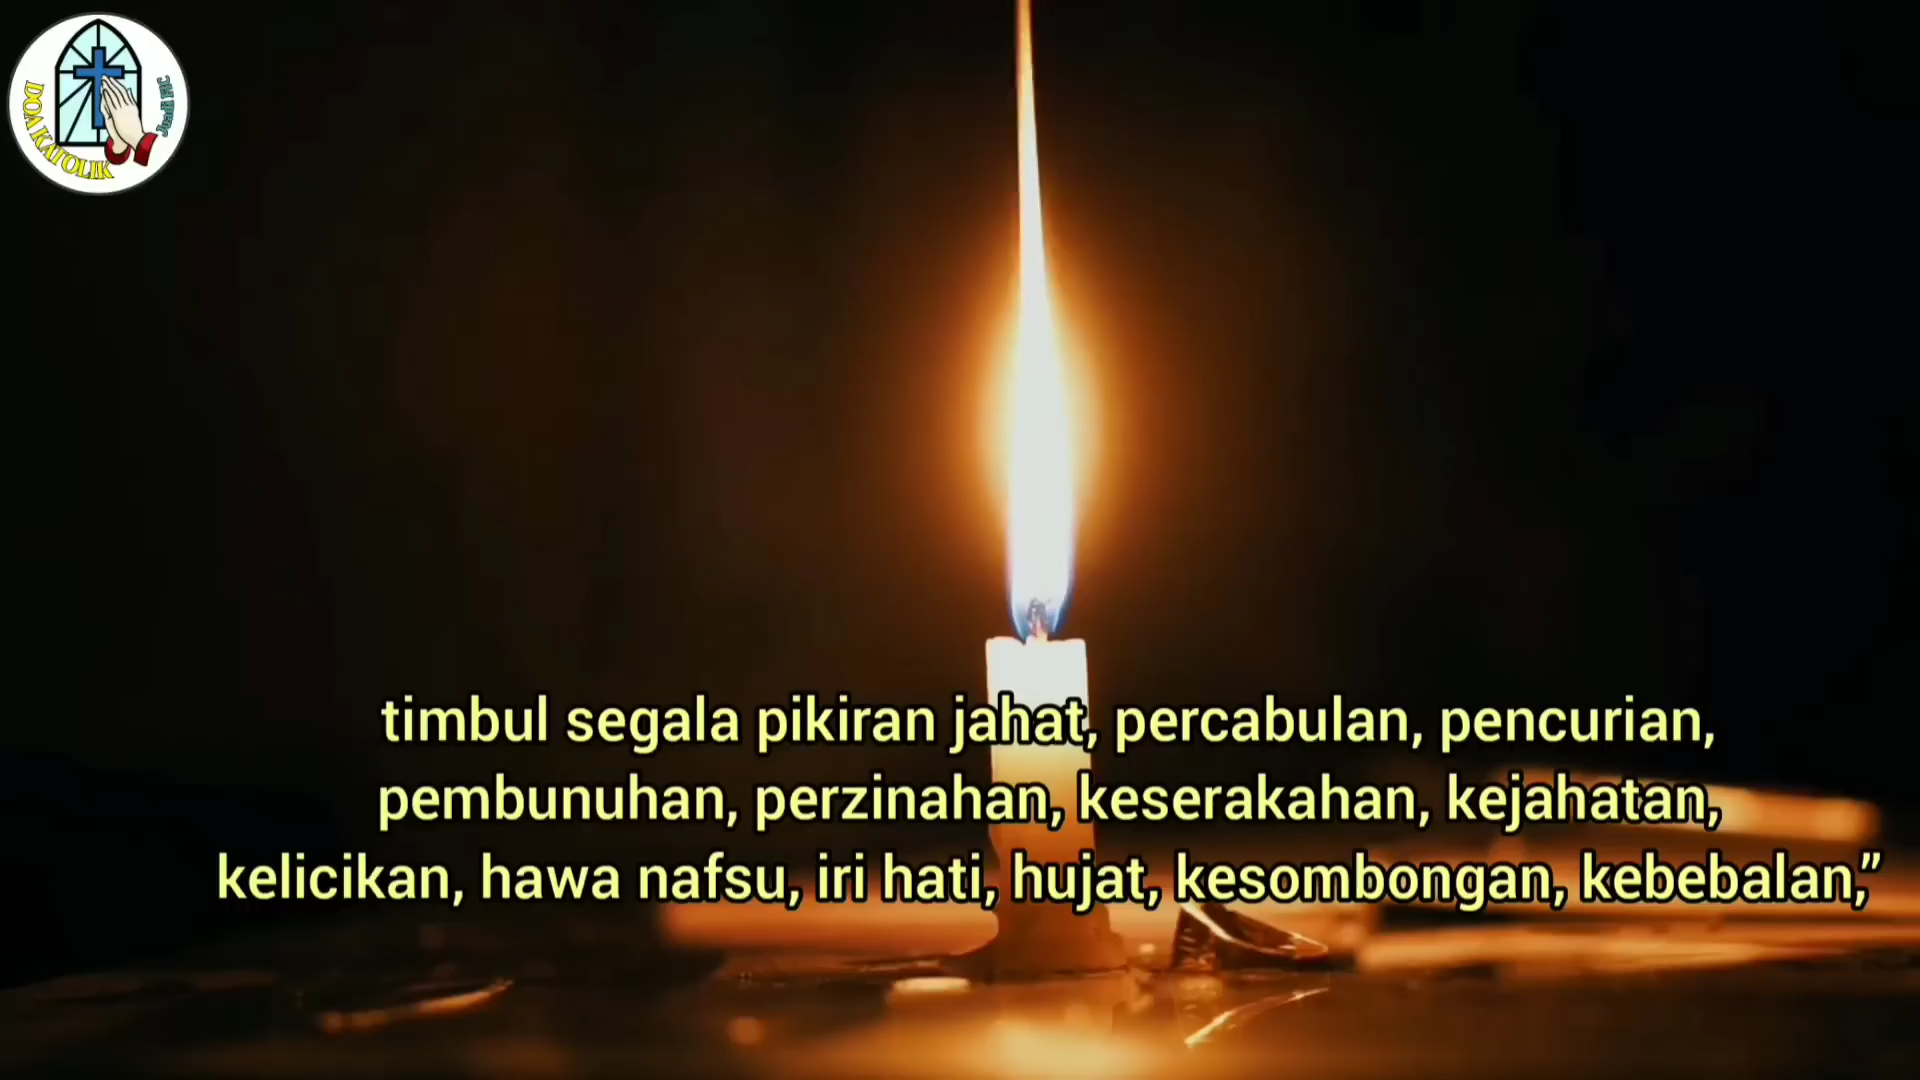 DOA KATOLIK
timbul segala pikiran jahat, percabulan, pencurian,
pembunuhan, perzinahan, keserakahan, kejahatan,
kelicikan, hawa nafsu, iri hati, hujat, kesombongan, kebebalan,”